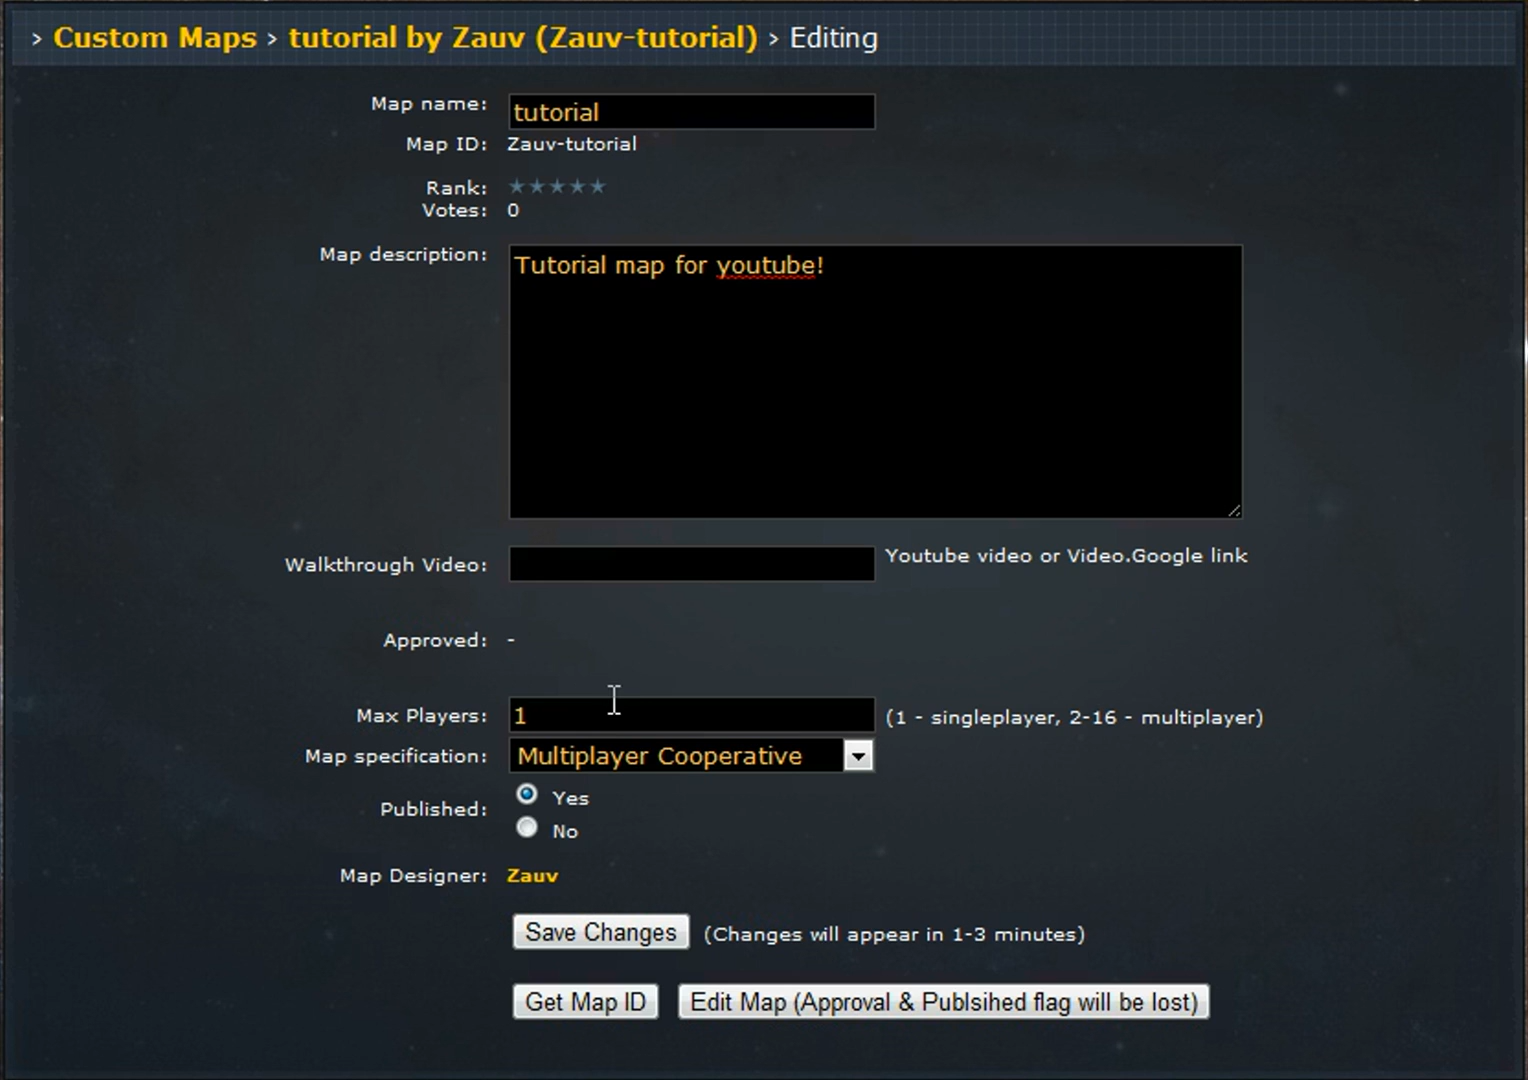 › Custom Maps › tutorial by Zauv (Zauv-tutorial) › Editing
Map name: tutorial
Map ID: Zauv-tutorial
Rank:
Votes: 0
Map description: Tutorial map for youtube!
Walkthrough Video: Youtube video or Video.Google link
Approved: -
Max Players: 1 (1 - singleplayer, 2-16 - multiplayer)
Map specification: Multiplayer Cooperative
Yes
Published:
No
Map Designer: Zauv
Save Changes (Changes will appear in 1-3 minutes)
Get Map ID Edit Map (Approval & Publsihed flag will be lost)